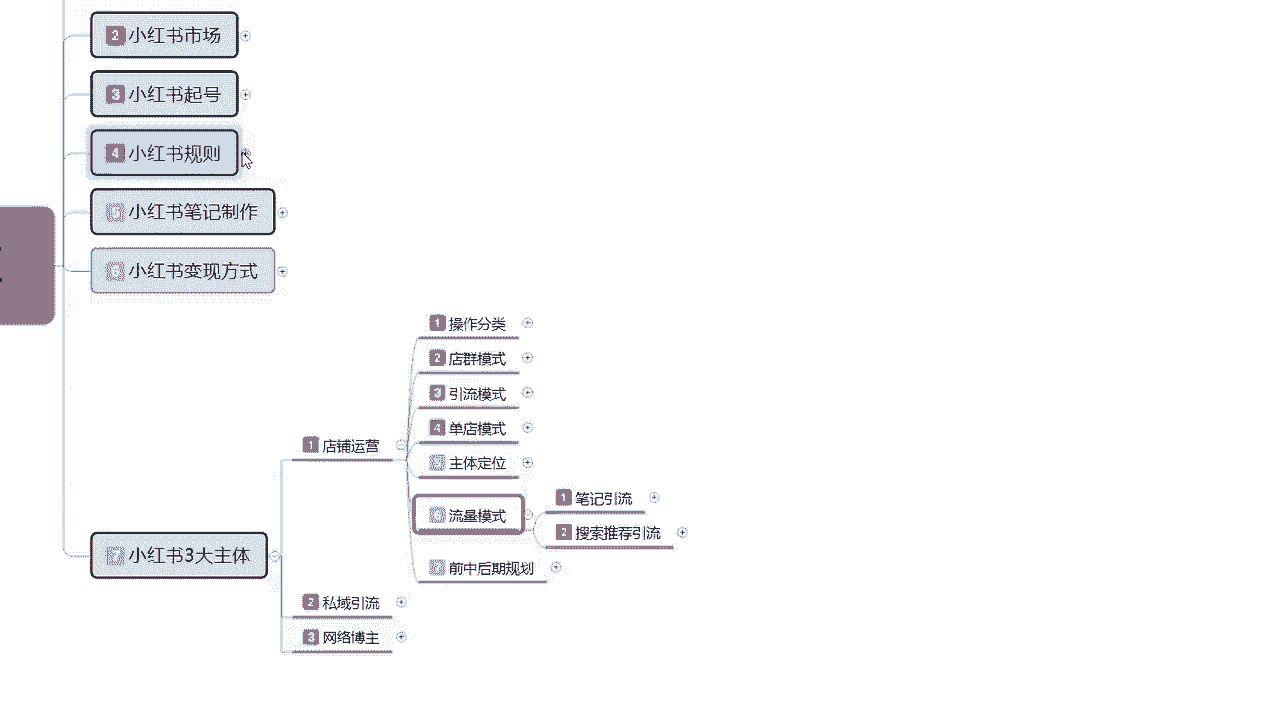 2 小红书市场
3 小红书起号
4 小红书规则
5 小红书笔记制作
6 小红书变现方式
7 小红书3大主体
1 店铺运营
1 操作分类
2 店群模式
3 引流模式
4 单店模式
5 主体定位
6 流量模式
1 笔记引流
2 搜索推荐引流
7 前中后期规划
2 私域引流
3 网络博主